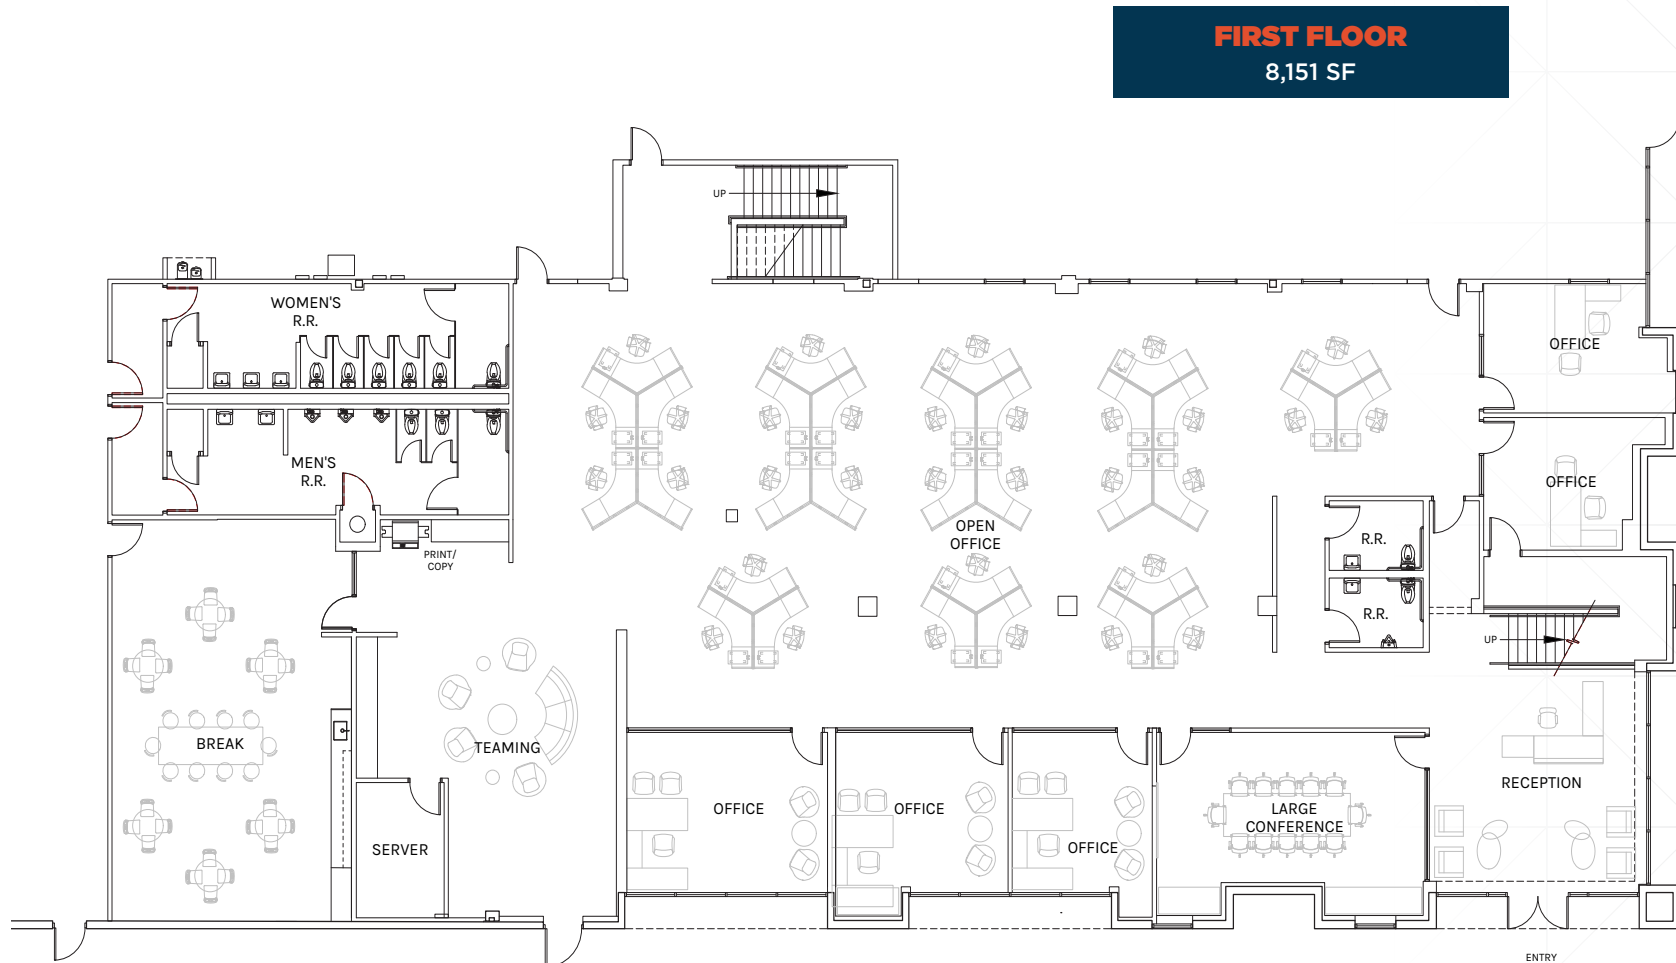 FIRST FLOOR
8,151 SF
UP
WOMEN'S
R.R.
OFFICE
MEN'S
R.R.
OFFICE
OPEN
OFFICE
R.R.
PRINT/
COPY
R.R.
UP
BREAK
TEAMING
RECEPTION
OFFICE
OFFICE
LARGE
CONFERENCE
OFFICE
SERVER
ENTRY